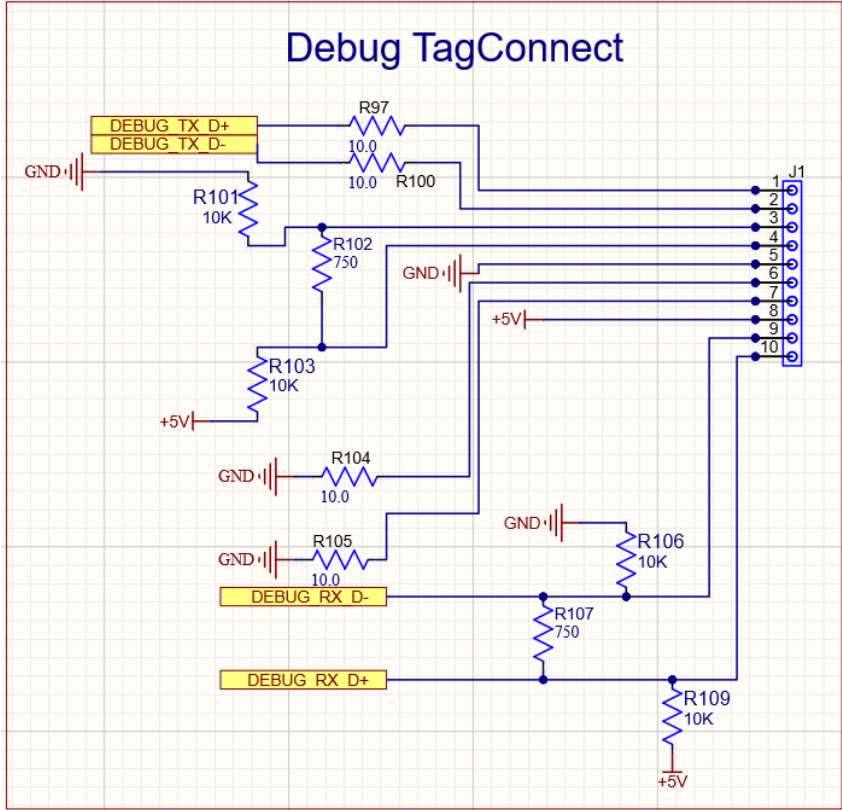 Debug TagConnect
R97
DEBUG_TX_D+
10.0
DEBUG_TX_D-
GND
10.0
R100
J1
R101
10K
1
2
3
4
5
6
7
8
9
10
R102
750
GND
+5V
R103
10K
+5V
R104
GND
10.0
GND
R105
GND
10.0
R106
10K
DEBUG_RX_D-
R107
750
DEBUG_RX_D+
R109
10K
+5V